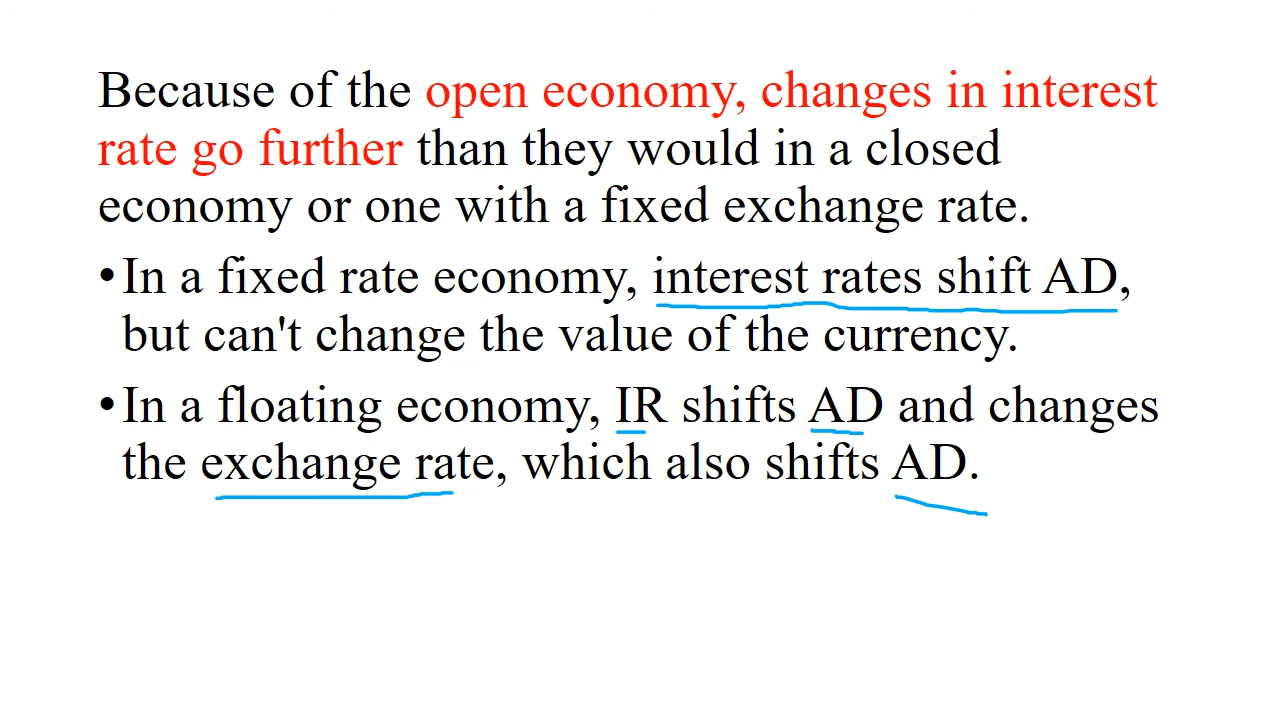 Because of the open economy, changes in interest
rate go further than they would in a closed
economy or one with a fixed exchange rate.
•In a fixed rate economy, interest rates shift AD,
but can't change the value of the currency.
•In a floating economy, IR shifts AD and changes
the exchange rate, which also shifts AD.